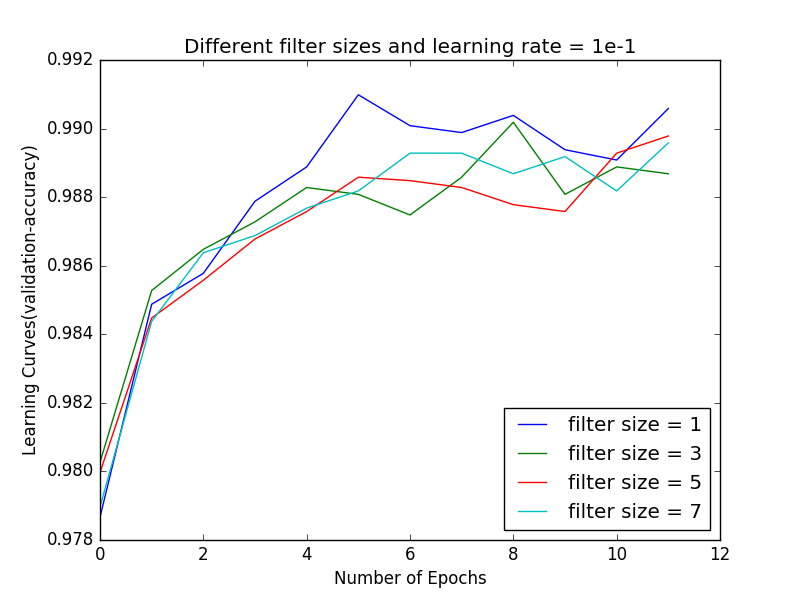 Different filter sizes and learning rate = 1e-1
0.992
0.990
0.988
0.986
0.984
0.982
0.980
0.978
Learning Curves(validation-accuracy)
filter size = 1
filter size = 3
filter size = 5
filter size = 7
0 2 4 6 8 10 12
Number of Epochs